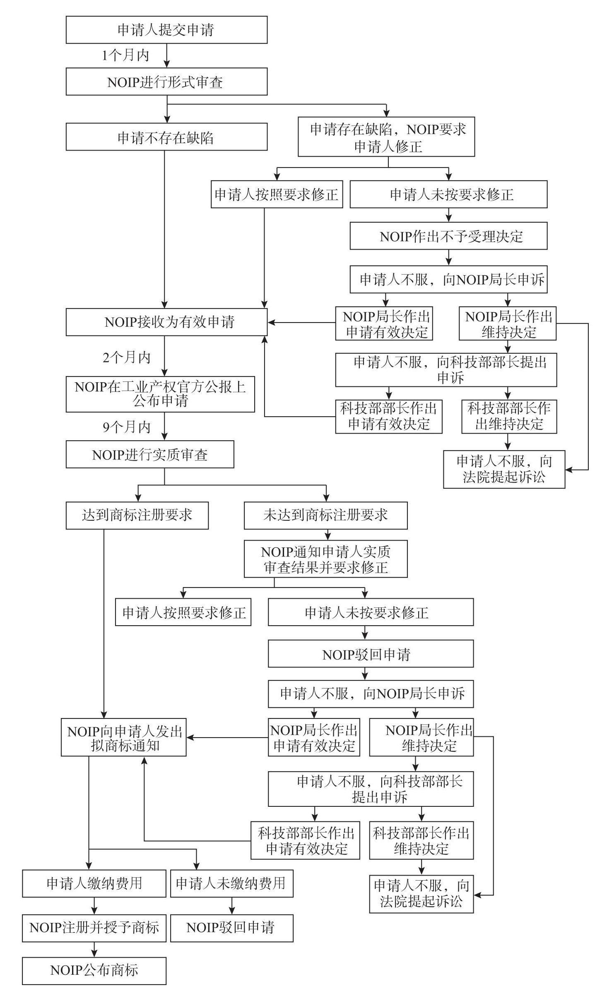 申请人提交申请
1个月内
NOIP进行形式审查
申请不存在缺陷
申请存在缺陷，NOIP要求
申请人修正
申请人按照要求修正
申请人未按要求修正
NOIP作出不予受理决定
申请人不服，向NOIP局长申诉
NOIP接收为有效申请
NOIP局长作出
申请有效决定
NOIP局长作出
维持决定
2个月内
申请人不服，向科技部部长提出
申诉
NOIP在工业产权官方公报上
公布申请
科技部部长作出
申请有效决定
科技部部长作
出维持决定
9个月内
NOIP进行实质审查
申请人不服，向
法院提起诉讼
达到商标注册要求
未达到商标注册要求
NOIP通知申请人实质
审查结果并要求修正
申请人按照要求修正
申请人未按要求修正
NOIP驳回申请
申请人不服，向NOIP局长申诉
NOIP向申请人发出
拟商标通知
NOIP局长作出
申请有效决定
NOIP局长作出
维持决定
申请人不服，向科技部部长
提出申诉
科技部部长作出
申请有效决定
科技部部长作出
维持决定
申请人缴纳费用
申请人未缴纳费用
申请人不服，向
法院提起诉讼
NOIP注册并授予商标
NOIP驳回申请
NOIP公布商标